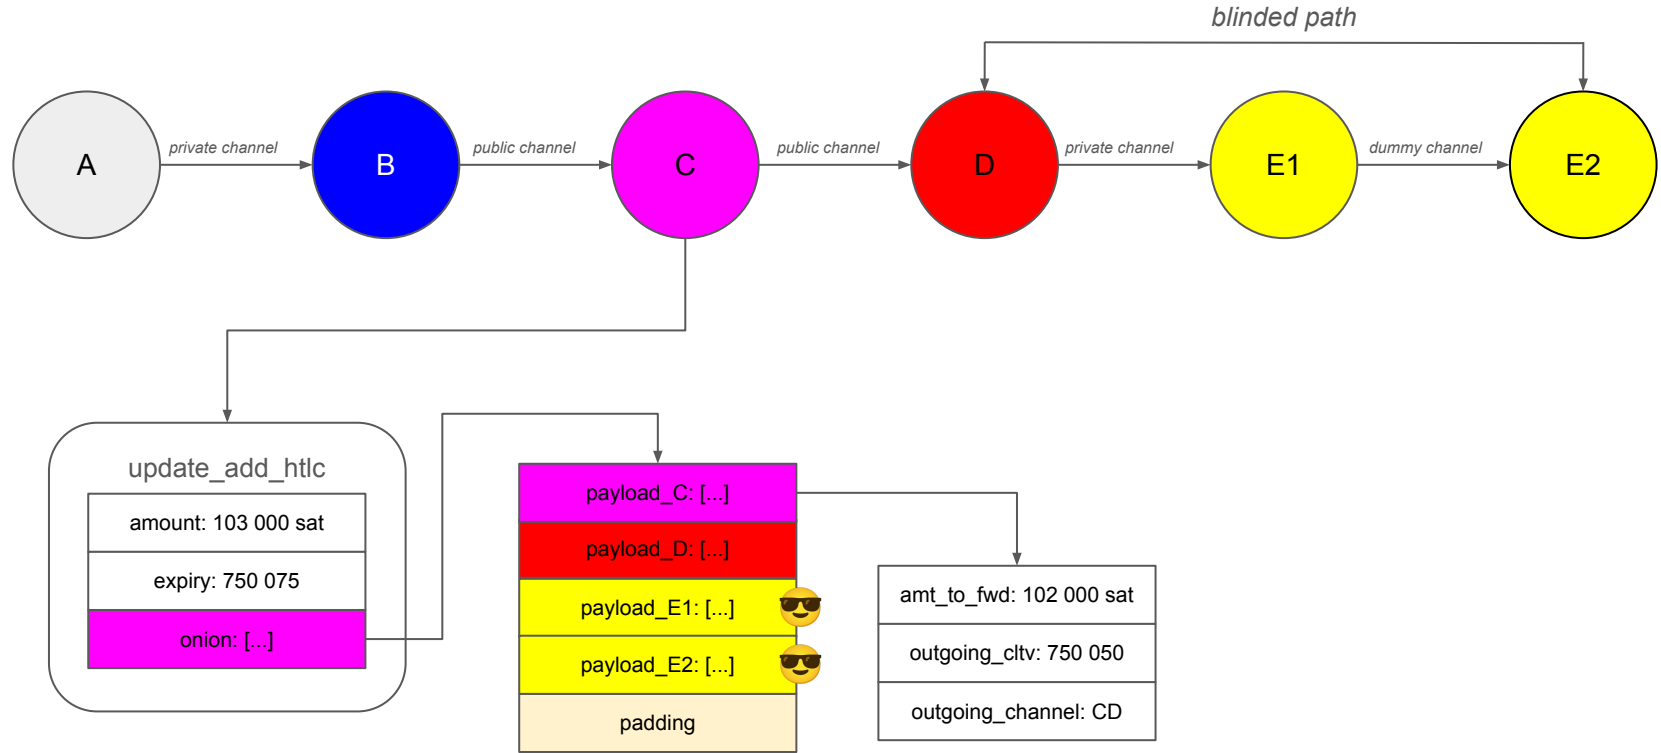 blinded path
A
private channel
B
public channel
C
public channel
D
private channel
E1
dummy channel
E2
update_add_htlc
amount: 103 000 sat
expiry: 750 075
onion: [...]
payload_C: [...]
payload_D: [...]
payload_E1: [...]
payload_E2: [...]
padding
amt_to_fwd: 102 000 sat
outgoing_cltv: 750 050
outgoing_channel: CD